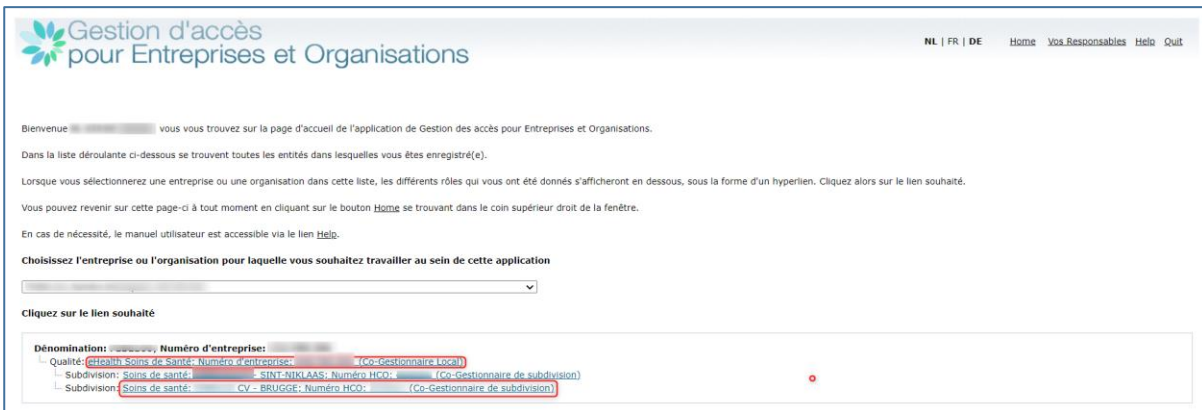 Gestion d'accès
pour Entreprises et Organisations
NL | FR | DE Home Vos Responsables Help Quit
Bienvenue vous vous trouvez sur la page d'accueil de l'application de Gestion des accès pour Entreprises et Organisations.
Dans la liste déroulante ci-dessous se trouvent toutes les entités dans lesquelles vous êtes enregistré(e).
Lorsque vous sélectionnerez une entreprise ou une organisation dans cette liste, les différents rôles qui vous ont été donnés s'afficheront en dessous, sous la forme d'un hyperlien. Cliquez alors sur le lien souhaité.
Vous pouvez revenir sur cette page-ci à tout moment en cliquant sur le bouton Home se trouvant dans le coin supérieur droit de la fenêtre.
En cas de nécessité, le manuel utilisateur est accessible via le lien Help.
Choisissez l'entreprise ou l'organisation pour laquelle vous souhaitez travailler au sein de cette application
Cliquez sur le lien souhaité
Dénomination: ; Numéro d'entreprise:
Qualité: eHealth Soins de Santé; Numéro d'entreprise: (Co-Gestionnaire Local)
Subdivision: Soins de santé: - SINT-NIKLAAS; Numéro HCO: (Co-Gestionnaire de subdivision)
Subdivision: Soins de santé: CV - BRUGGE; Numéro HCO: (Co-Gestionnaire de subdivision)